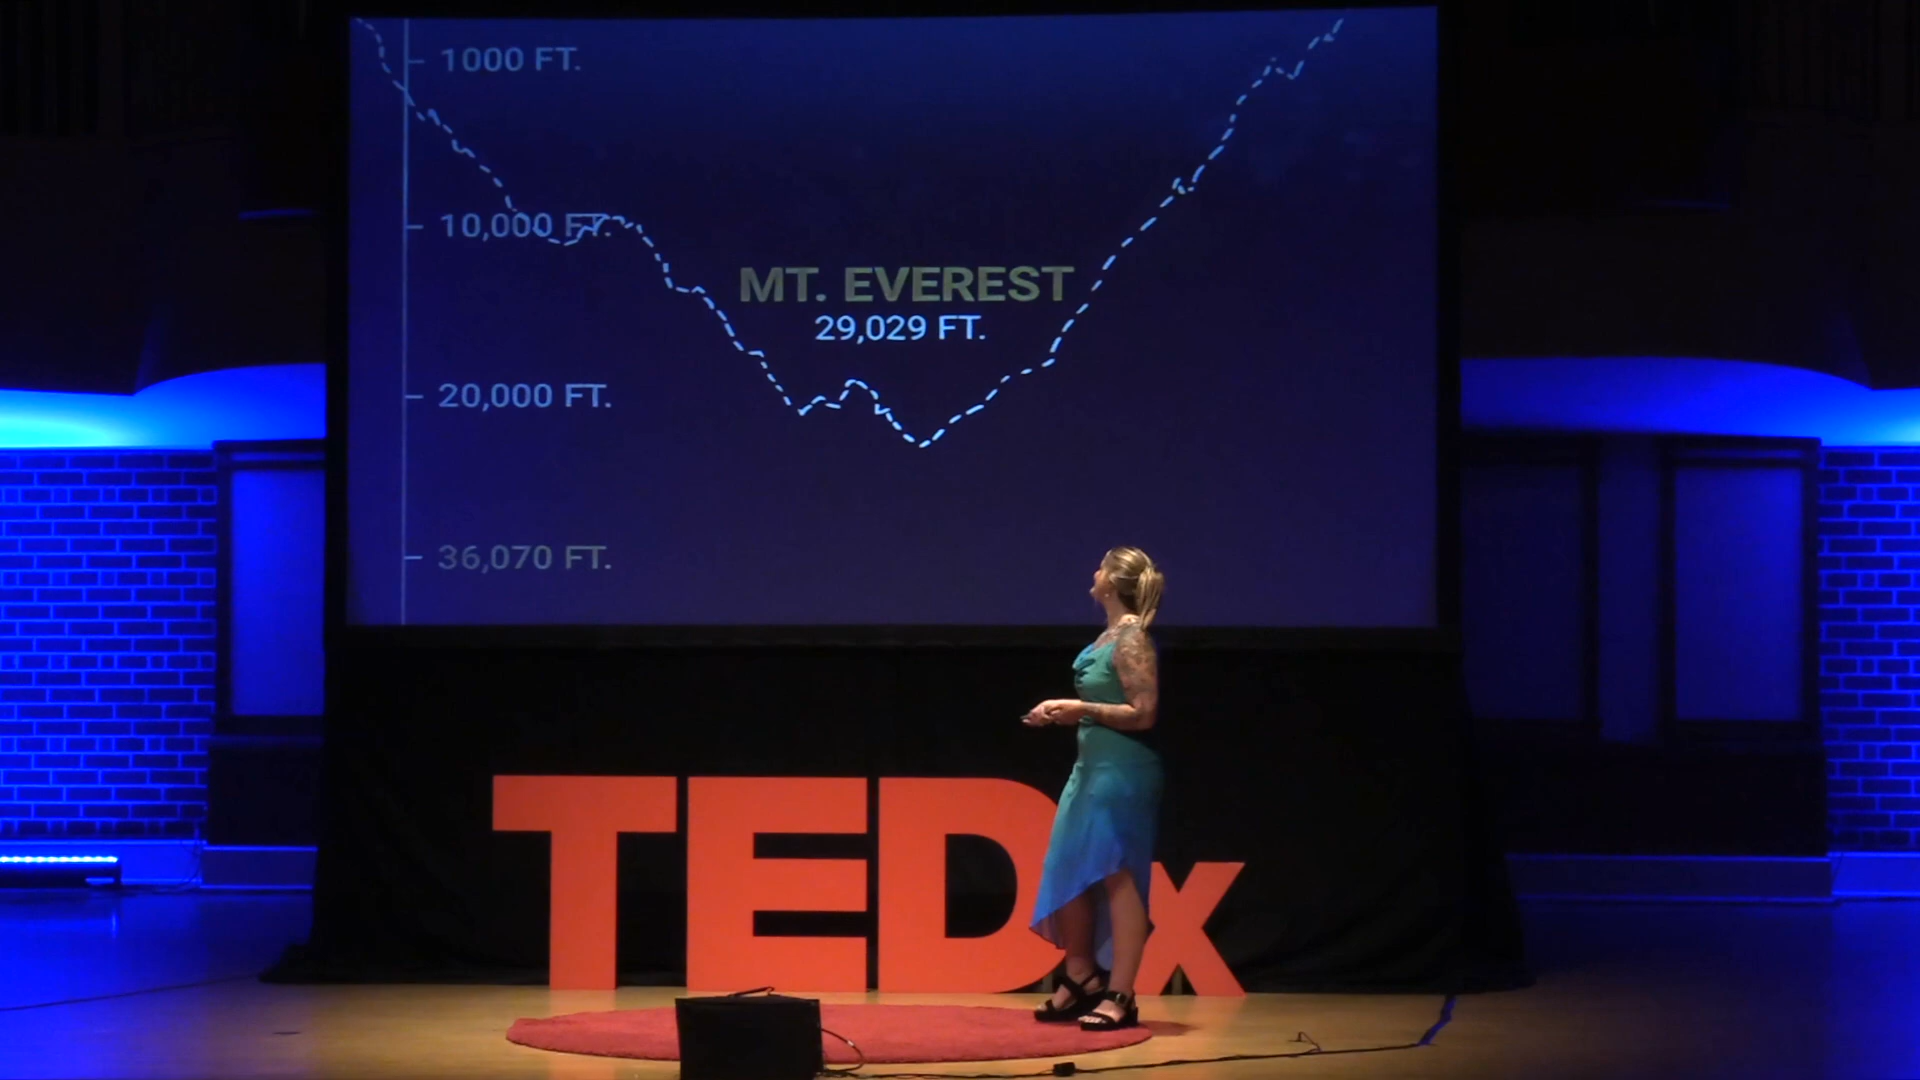 1000 FT.
10,000 FT.
MT. EVEREST
29,029 FT.
20,000 FT.
36,070 FT.
TEDx